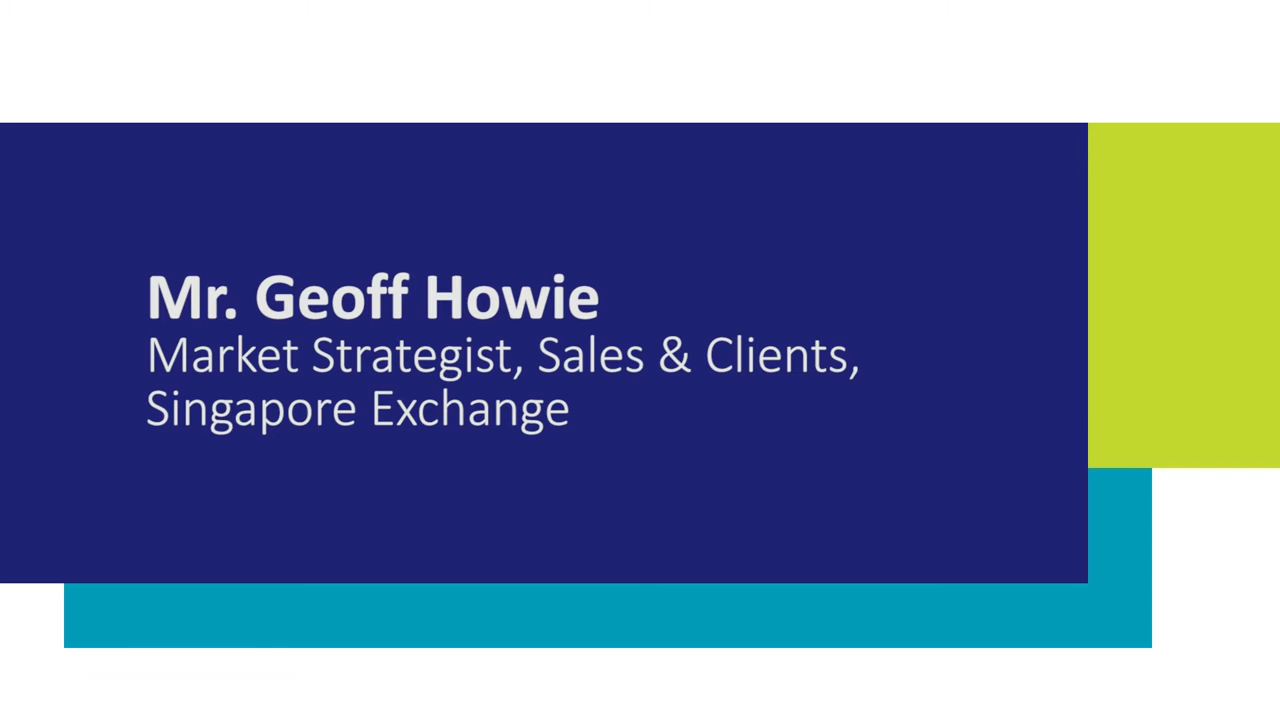 Mr. Geoff Howie
Market Strategist, Sales & Clients,
Singapore Exchange